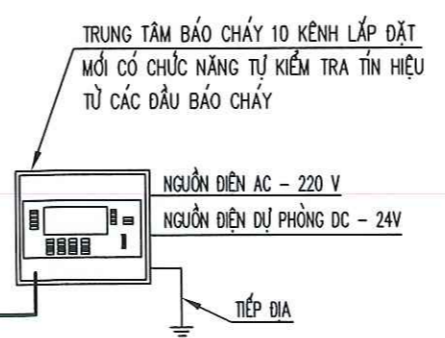 TRUNG TÂM BÁO CHÁY 10 KÊNH LẮP ĐẶT
MỚI CÓ CHỨC NĂNG TỰ KIỂM TRA TÍN HIỆU
TỪ CÁC ĐẦU BÁO CHÁY
NGUỒN ĐIỆN AC - 220 V
NGUỒN ĐIỆN DỰ PHÒNG DC - 24V
TIẾP ĐỊA